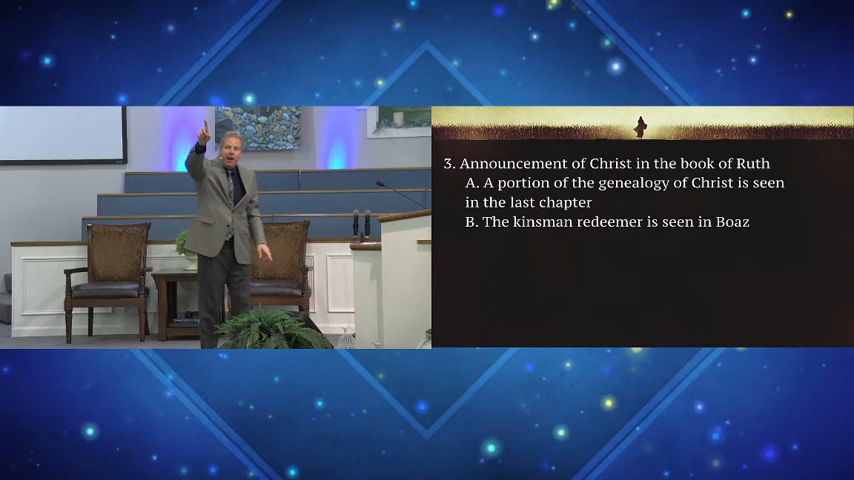 3. Announcement of Christ in the book of Ruth
A. A portion of the genealogy of Christ is seen
in the last chapter
B. The kinsman redeemer is seen in Boaz